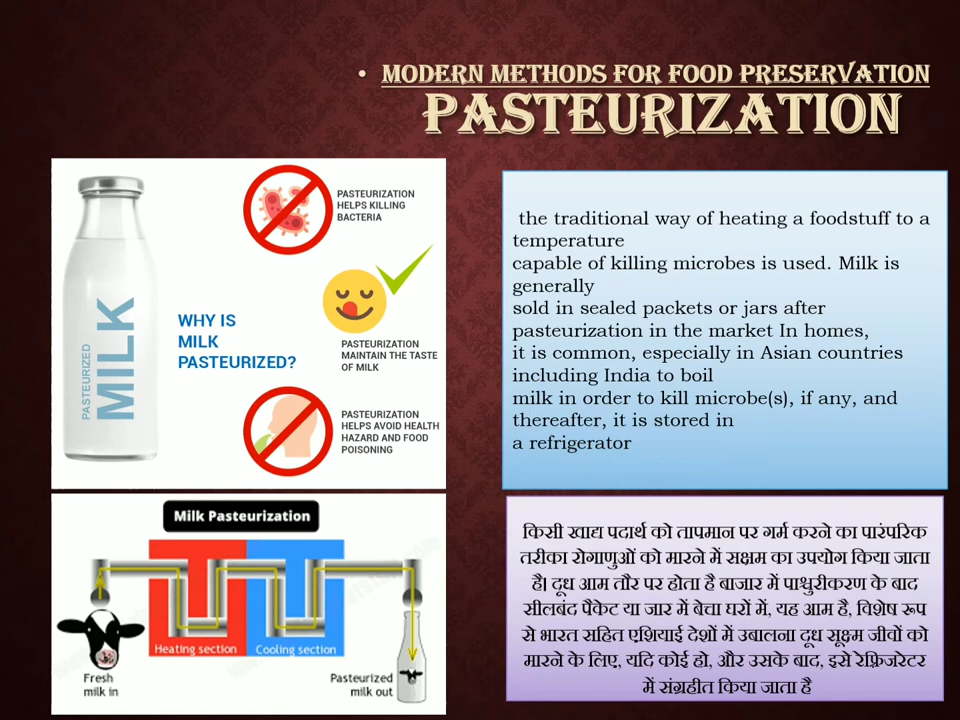 • MODERN METHODS FOR FOOD PRESERVATION
PASTEURIZATION
PASTEURIZED
MILK
WHY IS
MILK
PASTEURIZED?
PASTEURIZATION
HELPS KILLING
BACTERIA
PASTEURIZATION
MAINTAIN THE TASTE
OF MILK
PASTEURIZATION
HELPS AVOID HEALTH
HAZARD AND FOOD
POISONING
the traditional way of heating a foodstuff to a
temperature
capable of killing microbes is used. Milk is
generally
sold in sealed packets or jars after
pasteurization in the market In homes,
it is common, especially in Asian countries
including India to boil
milk in order to kill microbe(s), if any, and
thereafter, it is stored in
a refrigerator
Milk Pasteurization
Heating section
Cooling section
Fresh
milk in
Pasteurized
milk out
किसी खाद्य पदार्थ को तापमान पर गर्म करने का पारंपरिक
तरीका रोगाणुओं को मारने में सक्षम का उपयोग किया जाता
है। दूध आम तौर पर होता है बाजार में पाश्चुरीकरण के बाद
सीलबंद पैकेट या जार में बेचा घरों में, यह आम है, विशेष रूप
से भारत सहित एशियाई देशों में उबालना दूध सूक्ष्म जीवों को
मारने के लिए, यदि कोई हो, और उसके बाद, इसे रेफ्रिजरेटर
में संग्रहीत किया जाता है